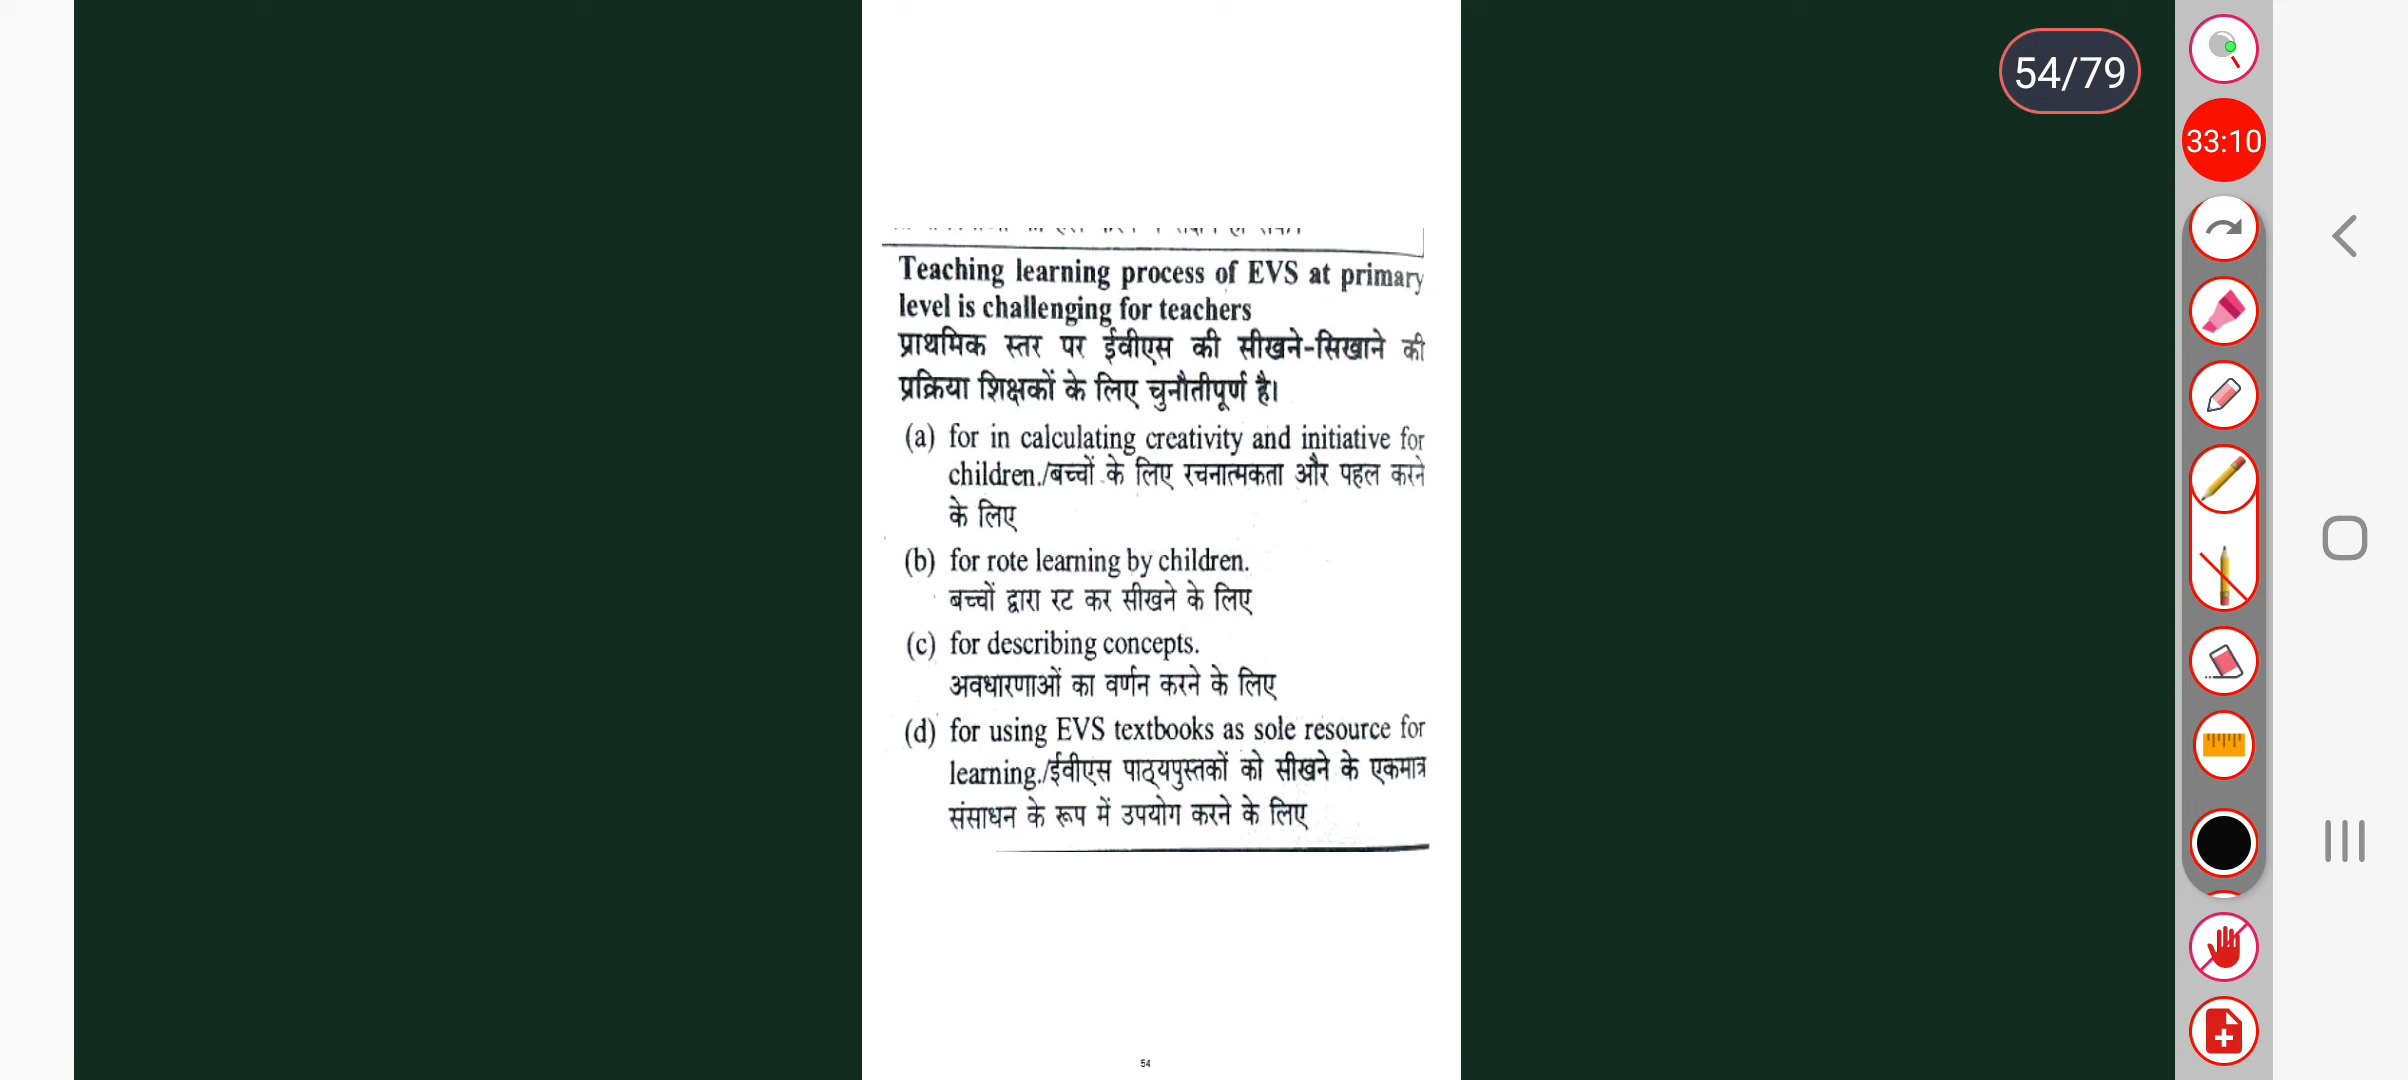 54/79
33:10
Teaching learning process of EVS at primary
level is challenging for teachers
प्राथमिक स्तर पर ईवीएस की सीखने-सिखाने की
प्रक्रिया शिक्षकों के लिए चुनौतीपूर्ण है।
(a) for in calculating creativity and initiative for
children./बच्चों के लिए रचनात्मकता और पहल करने
के लिए
(b) for rote learning by children.
बच्चों द्वारा रट कर सीखने के लिए
(c) for describing concepts.
अवधारणाओं का वर्णन करने के लिए
(d) for using EVS textbooks as sole resource for
learning./ईवीएस पाठ्यपुस्तकों को सीखने के एकमात्र
संसाधन के रूप में उपयोग करने के लिए
54